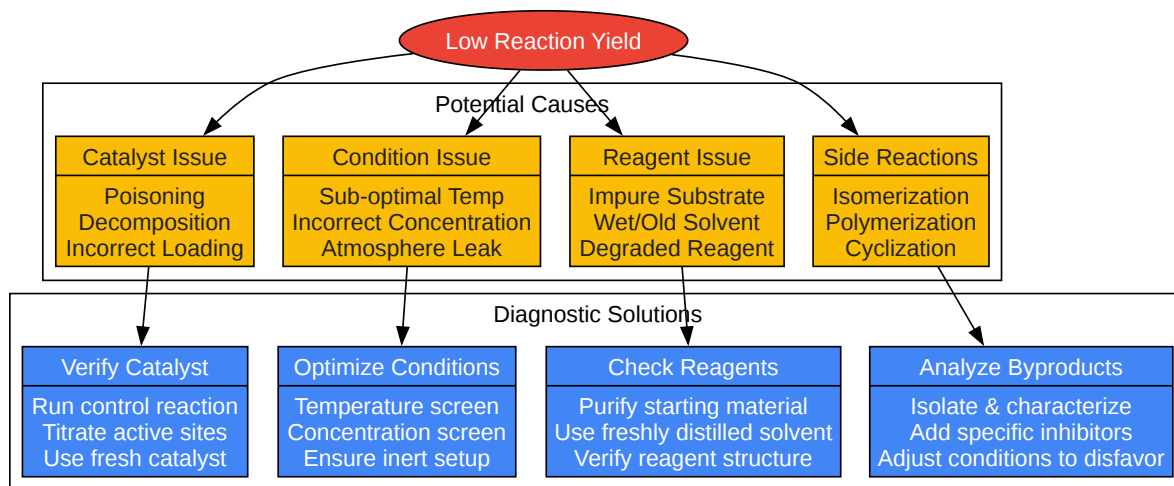 Low Reaction Yield
Potential Causes
Catalyst Issue
Poisoning
Decomposition
Incorrect Loading
Condition Issue
Sub-optimal Temp
Incorrect Concentration
Atmosphere Leak
Reagent Issue
Impure Substrate
Wet/Old Solvent
Degraded Reagent
Side Reactions
Isomerization
Polymerization
Cyclization
Diagnostic Solutions
Verify Catalyst
Run control reaction
Titrate active sites
Use fresh catalyst
Optimize Conditions
Temperature screen
Concentration screen
Ensure inert setup
Check Reagents
Purify starting material
Use freshly distilled solvent
Verify reagent structure
Analyze Byproducts
Isolate & characterize
Add specific inhibitors
Adjust conditions to disfavor